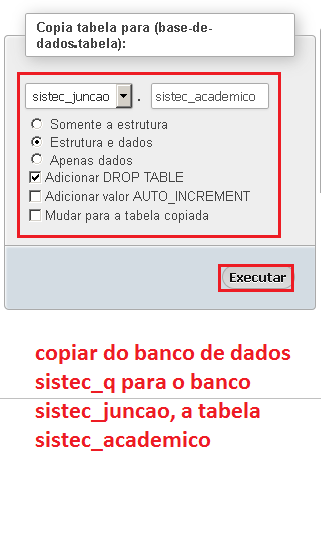 Copia tabela para (base-de-
dados.tabela):
sistec_juncao . sistec_academico
Somente a estrutura
Estrutura e dados
Apenas dados
Adicionar DROP TABLE
Adicionar valor AUTO_INCREMENT
Mudar para a tabela copiada
Executar
copiar do banco de dados
sistec_q para o banco
sistec_juncao, a tabela
sistec_academico